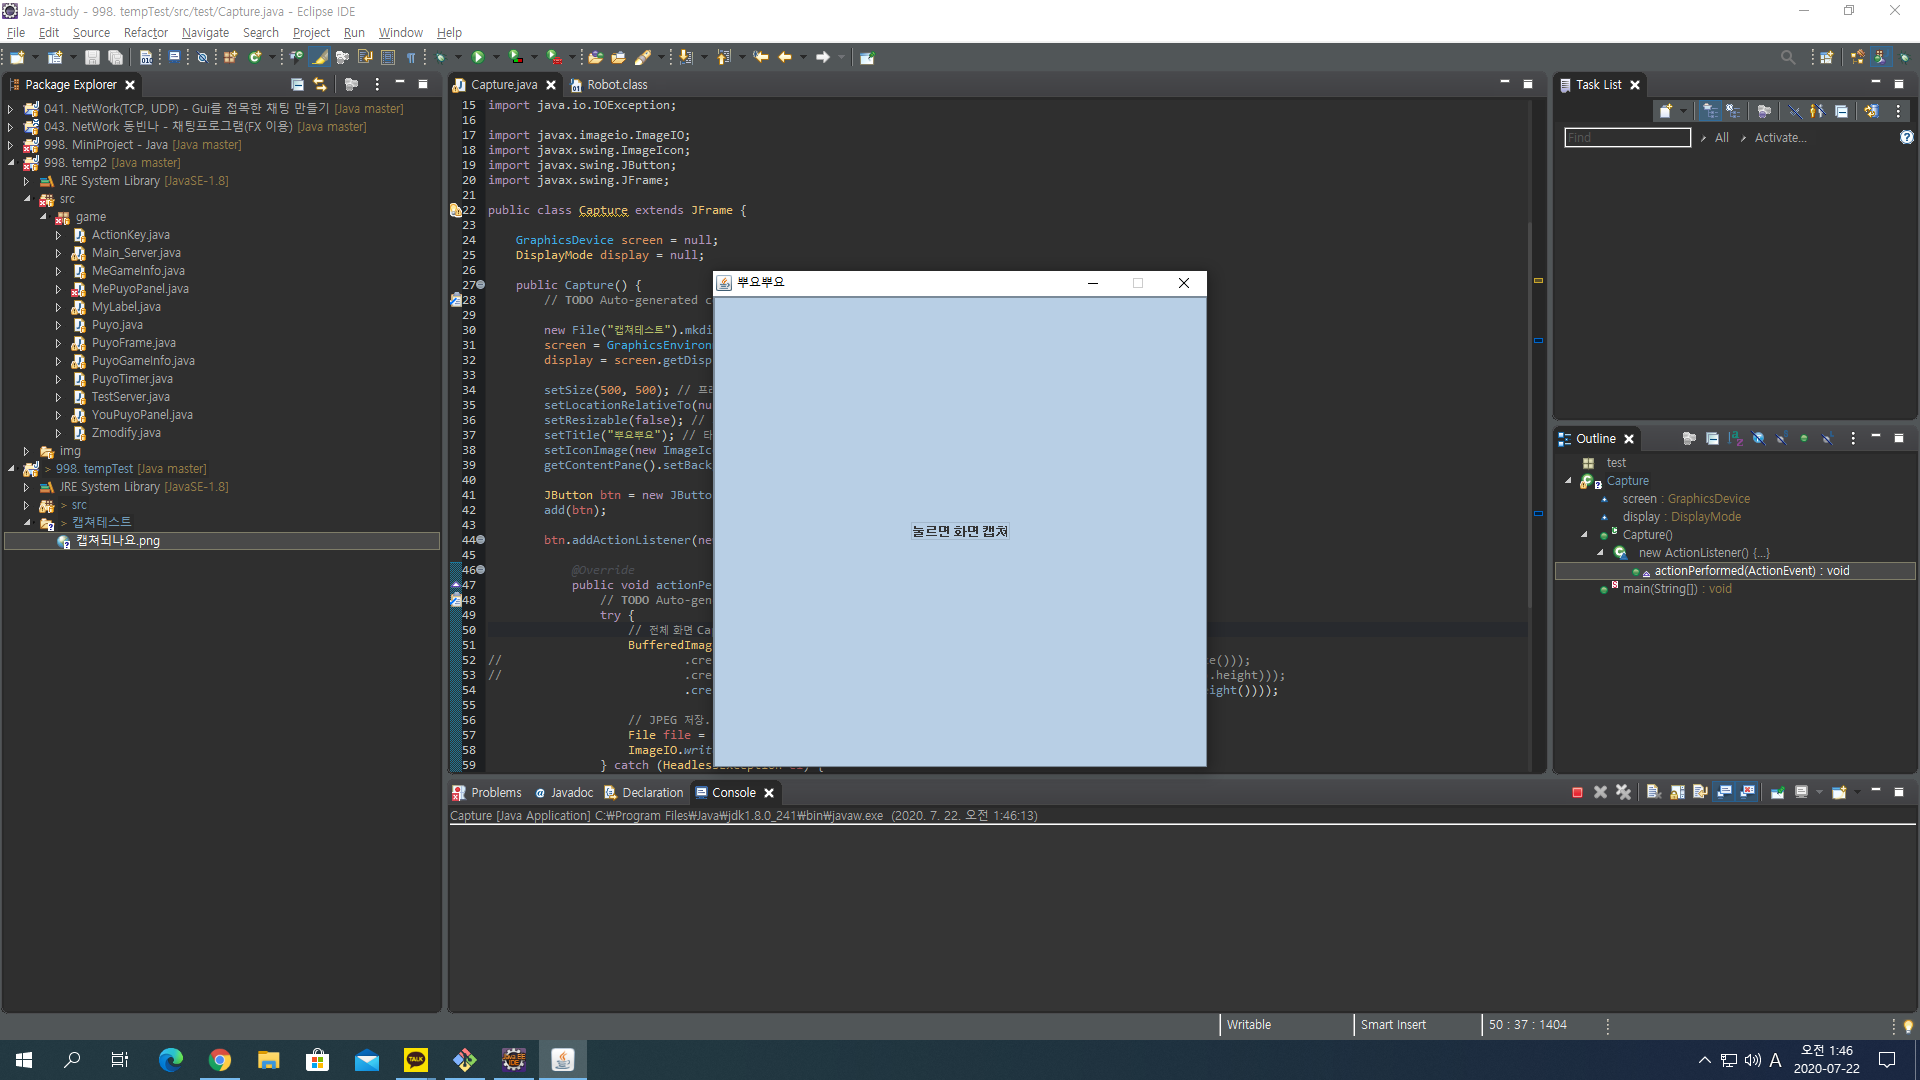 Java-study - 998. tempTest/src/test/Capture.java - Eclipse IDE
File Edit Source Refactor Navigate Search Project Run Window Help
Package Explorer
041. NetWork(TCP, UDP) - Gui를 접목한 채팅 만들기 [Java master]
043. NetWork 동빈나 - 채팅프로그램(FX 이용) [Java master]
998. MiniProject - Java [Java master]
998. temp2 [Java master]
JRE System Library [JavaSE-1.8]
src
game
ActionKey.java
Main_Server.java
MeGameInfo.java
MePuyoPanel.java
MyLabel.java
Puyo.java
PuyoFrame.java
PuyoGameInfo.java
PuyoTimer.java
TestServer.java
YouPuyoPanel.java
Zmodify.java
img
> 998. tempTest [Java master]
JRE System Library [JavaSE-1.8]
> src
> 캡쳐테스트
캡쳐되나요.png
Capture.java Robot.class
15 import java.io.IOException;
16
17 import javax.imageio.ImageIO;
18 import javax.swing.ImageIcon;
19 import javax.swing.JButton;
20 import javax.swing.JFrame;
21
22 public class Capture extends JFrame {
23
24 GraphicsDevice screen = null;
25 DisplayMode display = null;
26
27 public Capture() {
28 // TODO Auto-generated c
29
30 new File("캡쳐테스트").mkdi
31 screen = GraphicsEnviron
32 display = screen.getDisp
33
34 setSize(500, 500); // 프
35 setLocationRelativeTo(nu
36 setResizable(false); //
37 setTitle("뿌요뿌요"); // 타
38 setIconImage(new ImageIc
39 getContentPane().setBack
40
41 JButton btn = new JButto
42 add(btn);
43
44 btn.addActionListener(ne
45
46 @Override
47 public void actionPe
48 // TODO Auto-gen
49 try {
50 // 전체 화면 Ca
51 BufferedImag
52 // .cre e()));
53 // .cre .height)));
54 .cre ight())));
55
56 // JPEG 저장.
57 File file =
58 ImageIO.writ
59 } catch (Headles
뿌요뿌요
눌르면 화면 캡쳐
Task List
Find All Activate...
Outline
test
Capture
screen : GraphicsDevice
display : DisplayMode
Capture()
new ActionListener() {...}
actionPerformed(ActionEvent) : void
main(String[]) : void
Problems Javadoc Declaration Console
Capture [Java Application] C:₩Program Files₩Java₩jdk1.8.0_241₩bin₩javaw.exe (2020. 7. 22. 오전 1:46:13)
Writable Smart Insert 50 : 37 : 1404
TALK
A
오전 1:46
2020-07-22